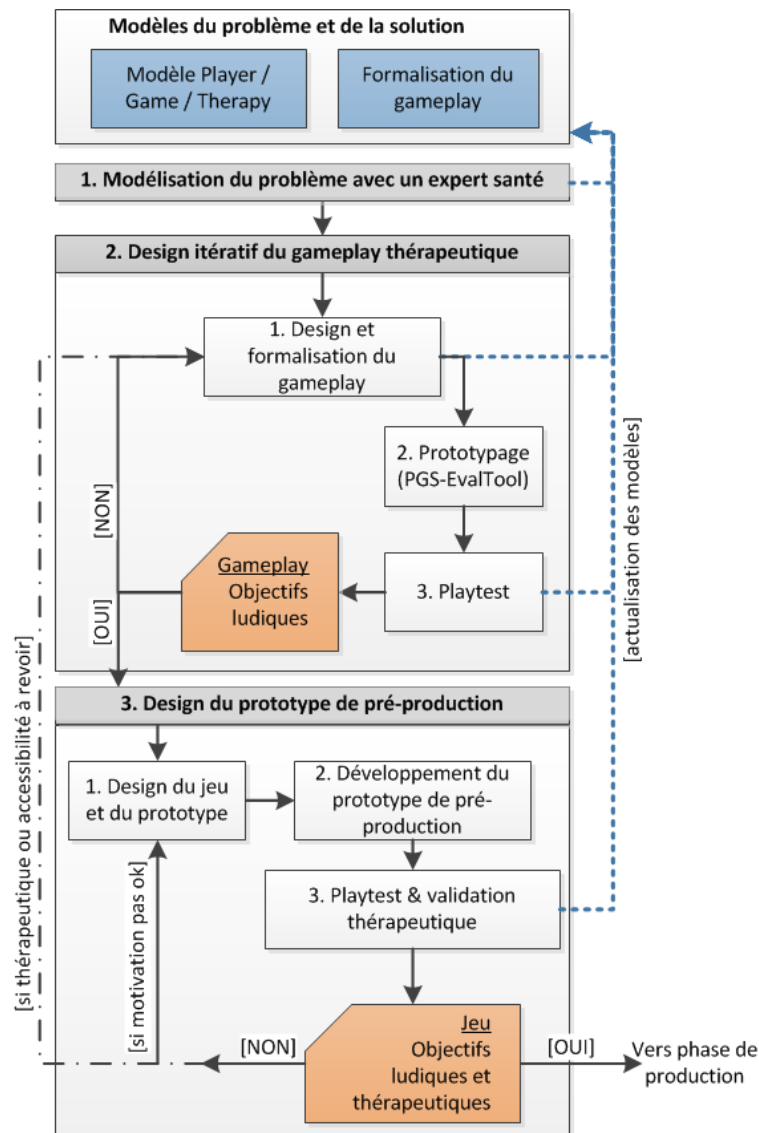 Modèles du problème et de la solution
Modèle Player /
Game / Therapy
Formalisation du
gameplay
1. Modélisation du problème avec un expert santé
2. Design itératif du gameplay thérapeutique
1. Design et
formalisation du
gameplay
2. Prototypage
(PGS-EvalTool)
3. Playtest
Gameplay
Objectifs
ludiques
[NON]
[OUI]
[actualisation des modèles]
[si thérapeutique ou accessibilité à revoir]
3. Design du prototype de pré-production
1. Design du jeu
et du prototype
2. Développement du
prototype de pré-
production
3. Playtest & validation
thérapeutique
[si motivation pas ok]
Jeu
Objectifs
ludiques et
thérapeutiques
[NON]
[OUI]
Vers phase de
production